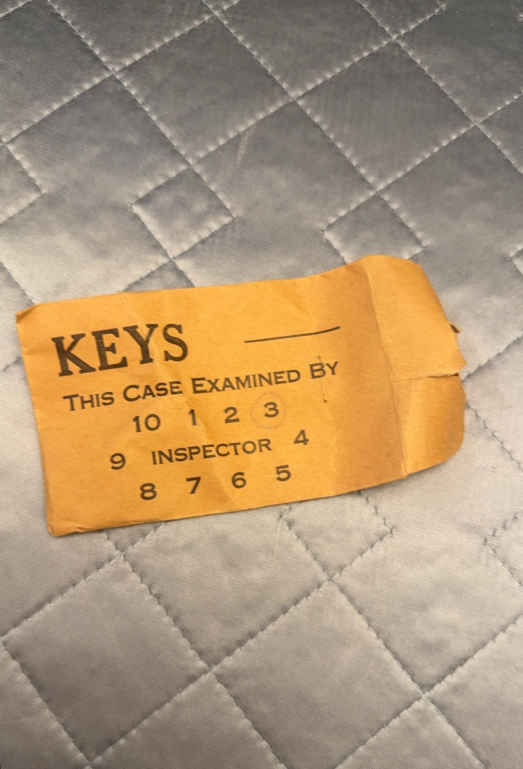 KEYS
THIS CASE EXAMINED BY
10 1 2 3
9 INSPECTOR 4
8 7 6 5